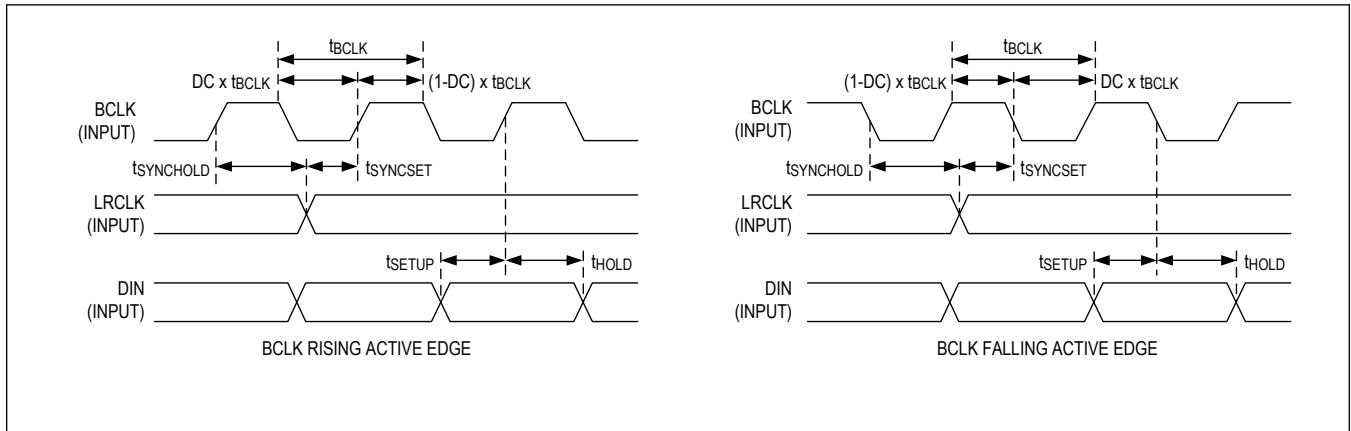 tBCLK
DC x tBCLK
(1-DC) x tBCLK
BCLK
(INPUT)
tSYNCHOLD
tSYNCSET
LRCLK
(INPUT)
tSETUP
tHOLD
DIN
(INPUT)
BCLK RISING ACTIVE EDGE
tBCLK
(1-DC) x tBCLK
DC x tBCLK
BCLK
(INPUT)
tSYNCHOLD
tSYNCSET
LRCLK
(INPUT)
tSETUP
tHOLD
DIN
(INPUT)
BCLK FALLING ACTIVE EDGE